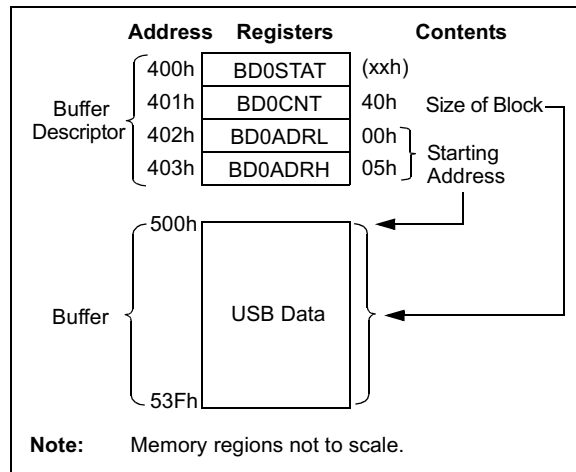 Address Registers Contents
400h BD0STAT (xxh)
401h BD0CNT 40h Size of Block
Buffer Descriptor
402h BD0ADRL 00h
403h BD0ADRH 05h
Starting Address
500h
Buffer
USB Data
53Fh
Note: Memory regions not to scale.